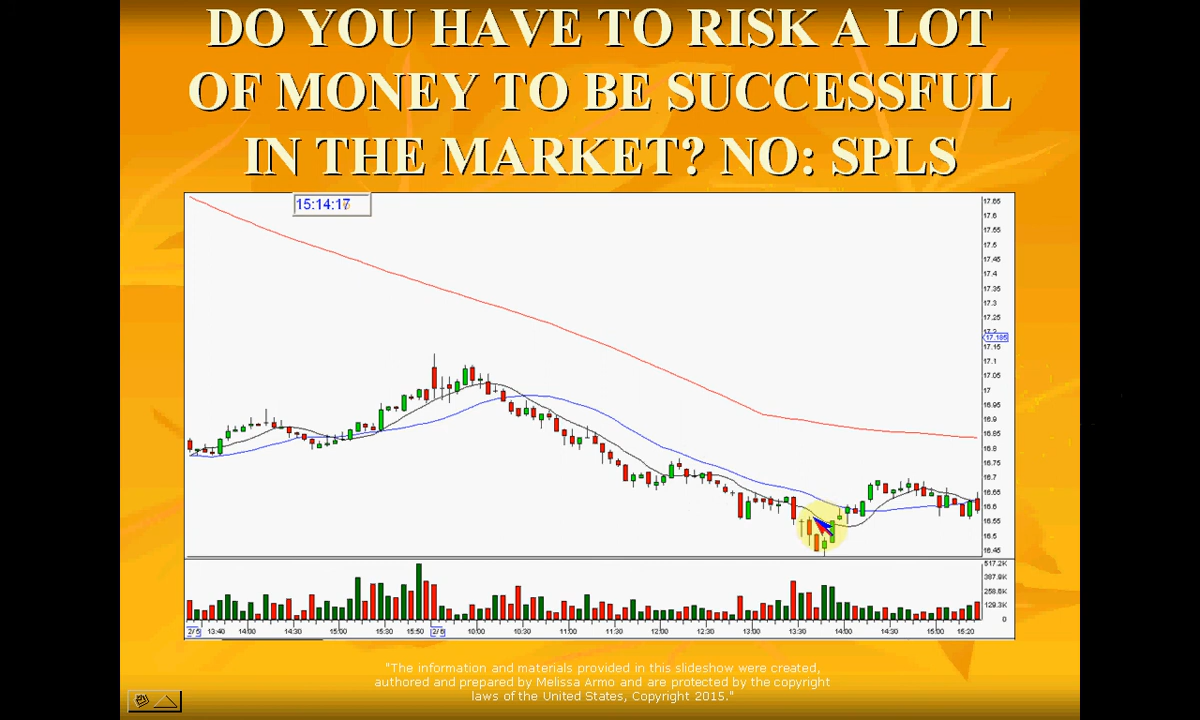 DO YOU HAVE TO RISK A LOT
OF MONEY TO BE SUCCESSFUL
IN THE MARKET? NO: SPLS
15:14:17
17.65
17.6
17.55
17.5
17.45
17.4
17.35
17.3
17.25
17.2
17.185
17.15
17.1
17.05
17
16.95
16.9
16.85
16.8
16.75
16.7
16.65
16.6
16.55
16.5
16.45
517.2K
387.9K
258.6K
129.3K
0
2/5 13:40 14:00 14:30 15:00 15:30 15:50 2/6 10:00 10:30 11:00 11:30 12:00 12:30 13:00 13:30 14:00 14:30 15:00 15:20
"The information and materials provided in this slideshow were created,
authored and prepared by Melissa Armo and are protected by the copyright
laws of the United States, Copyright 2015."